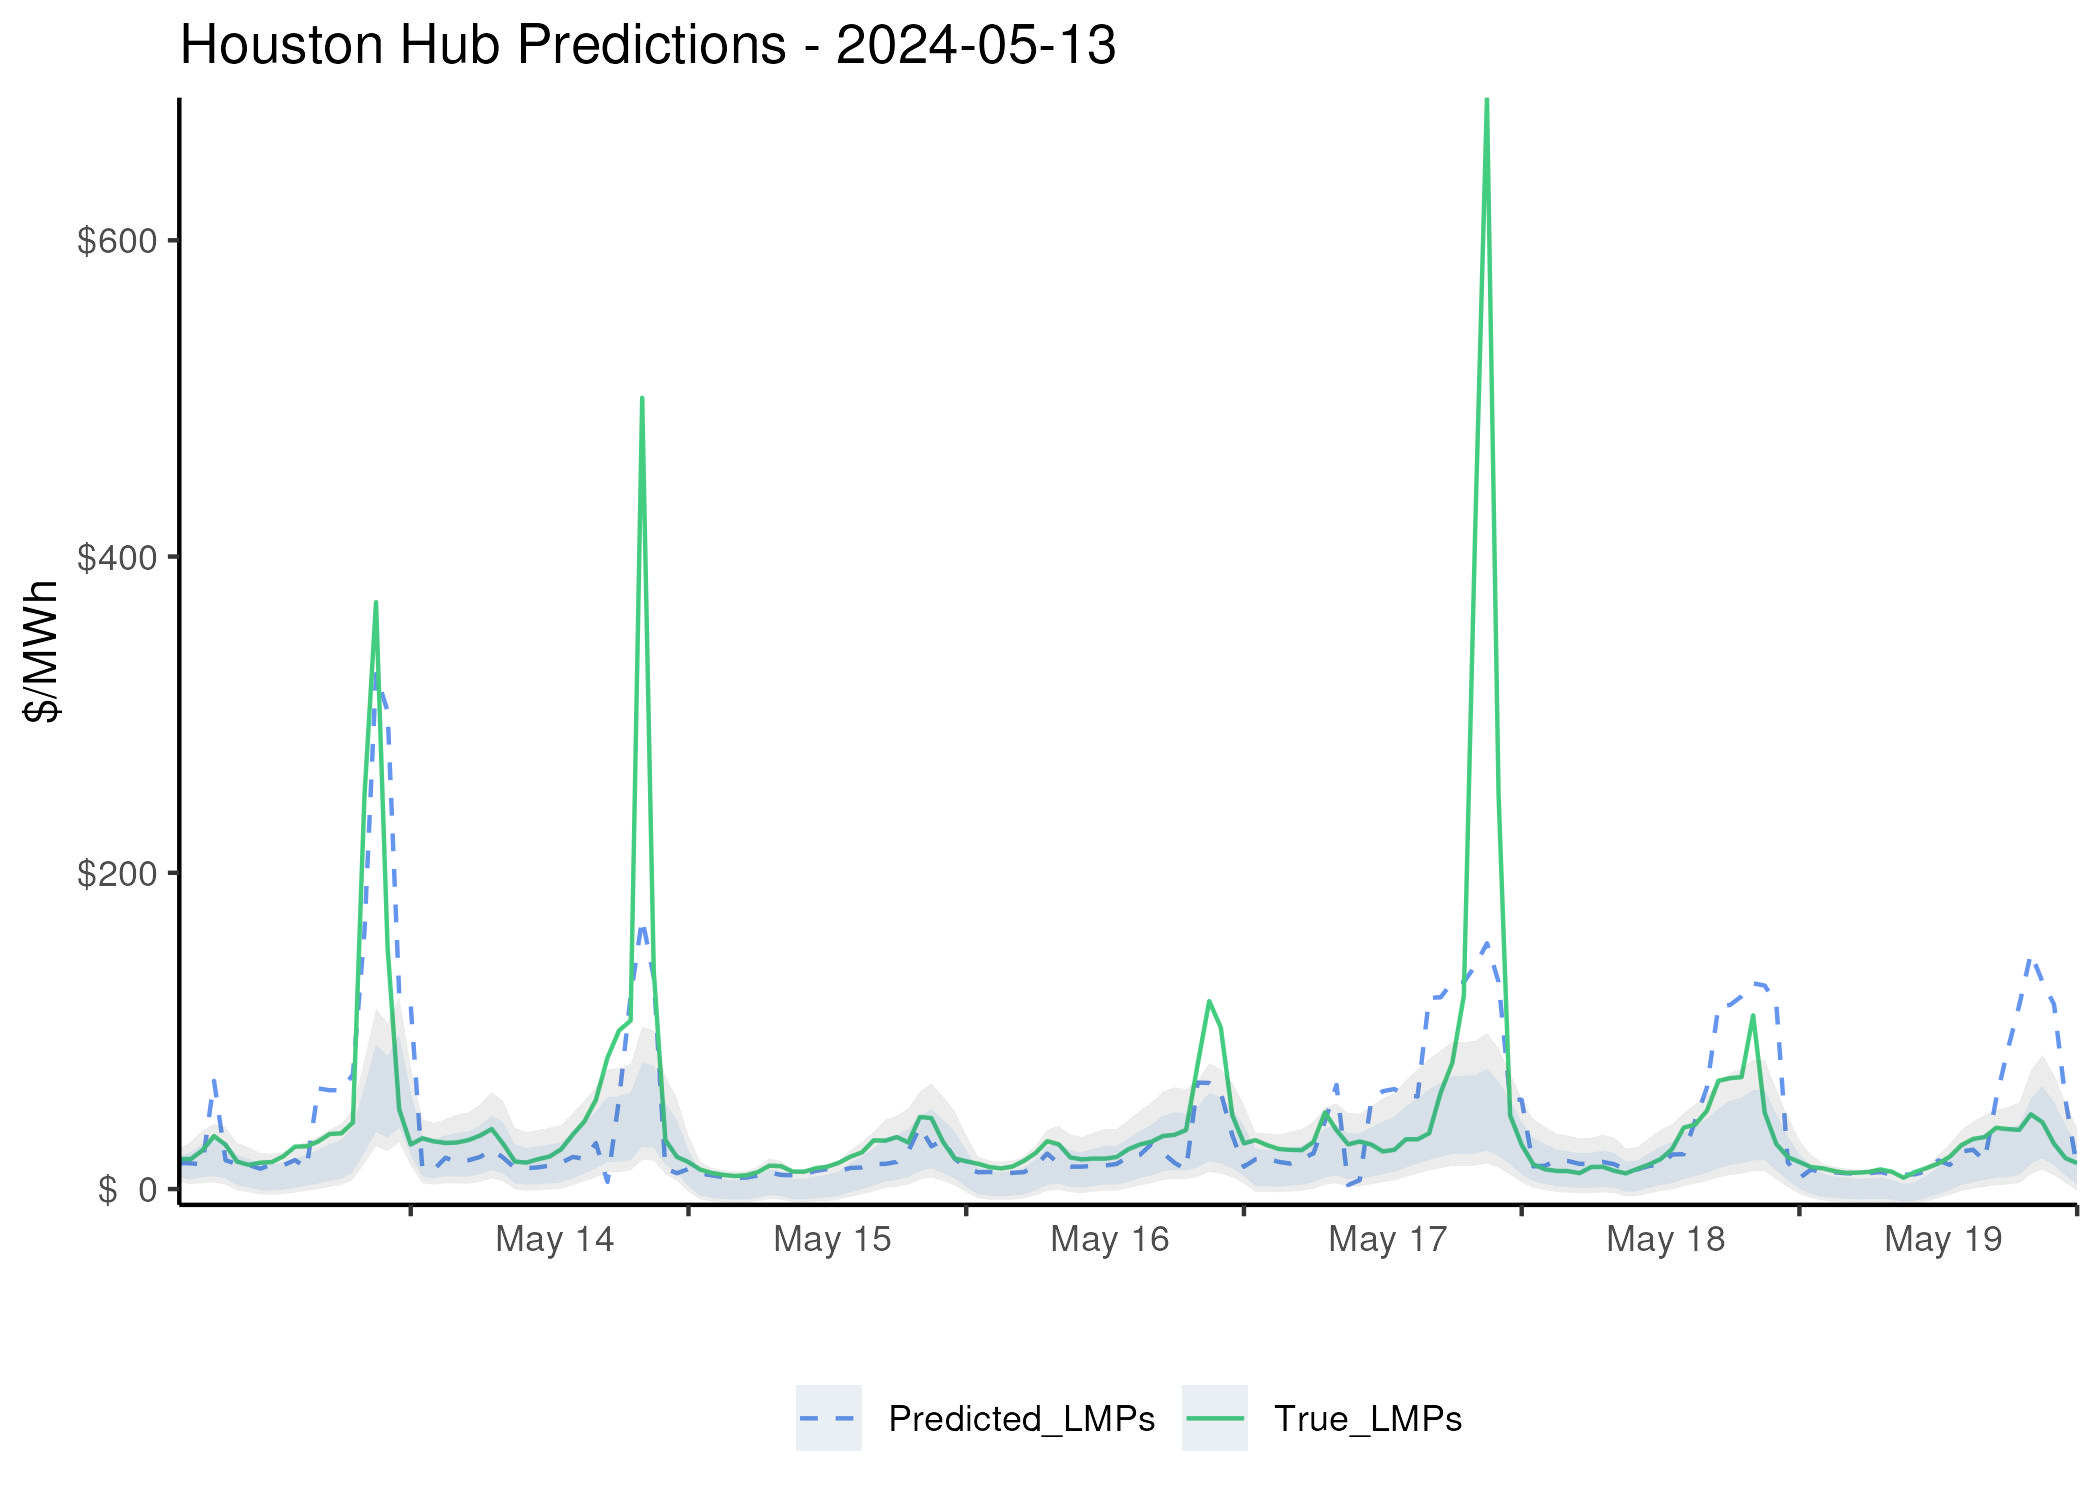 Houston Hub Predictions - 2024-05-13
$/MWh
$600
$400
$200
$ 0
May 14 May 15 May 16 May 17 May 18 May 19
Predicted_LMPs True_LMPs